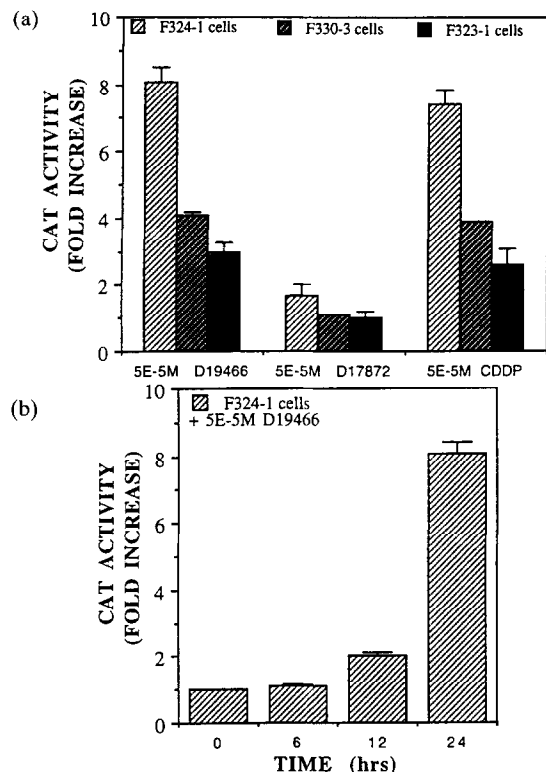 (a)
F324-1 cells F330-3 cells F323-1 cells
CAT ACTIVITY
(FOLD INCREASE)
10
8
6
4
2
0
5E-5M D19466 5E-5M D17872 5E-5M CDDP
(b)
F324-1 cells
+ 5E-5M D19466
CAT ACTIVITY
(FOLD INCREASE)
10
8
6
4
2
0
0 6 12 24
TIME (hrs)